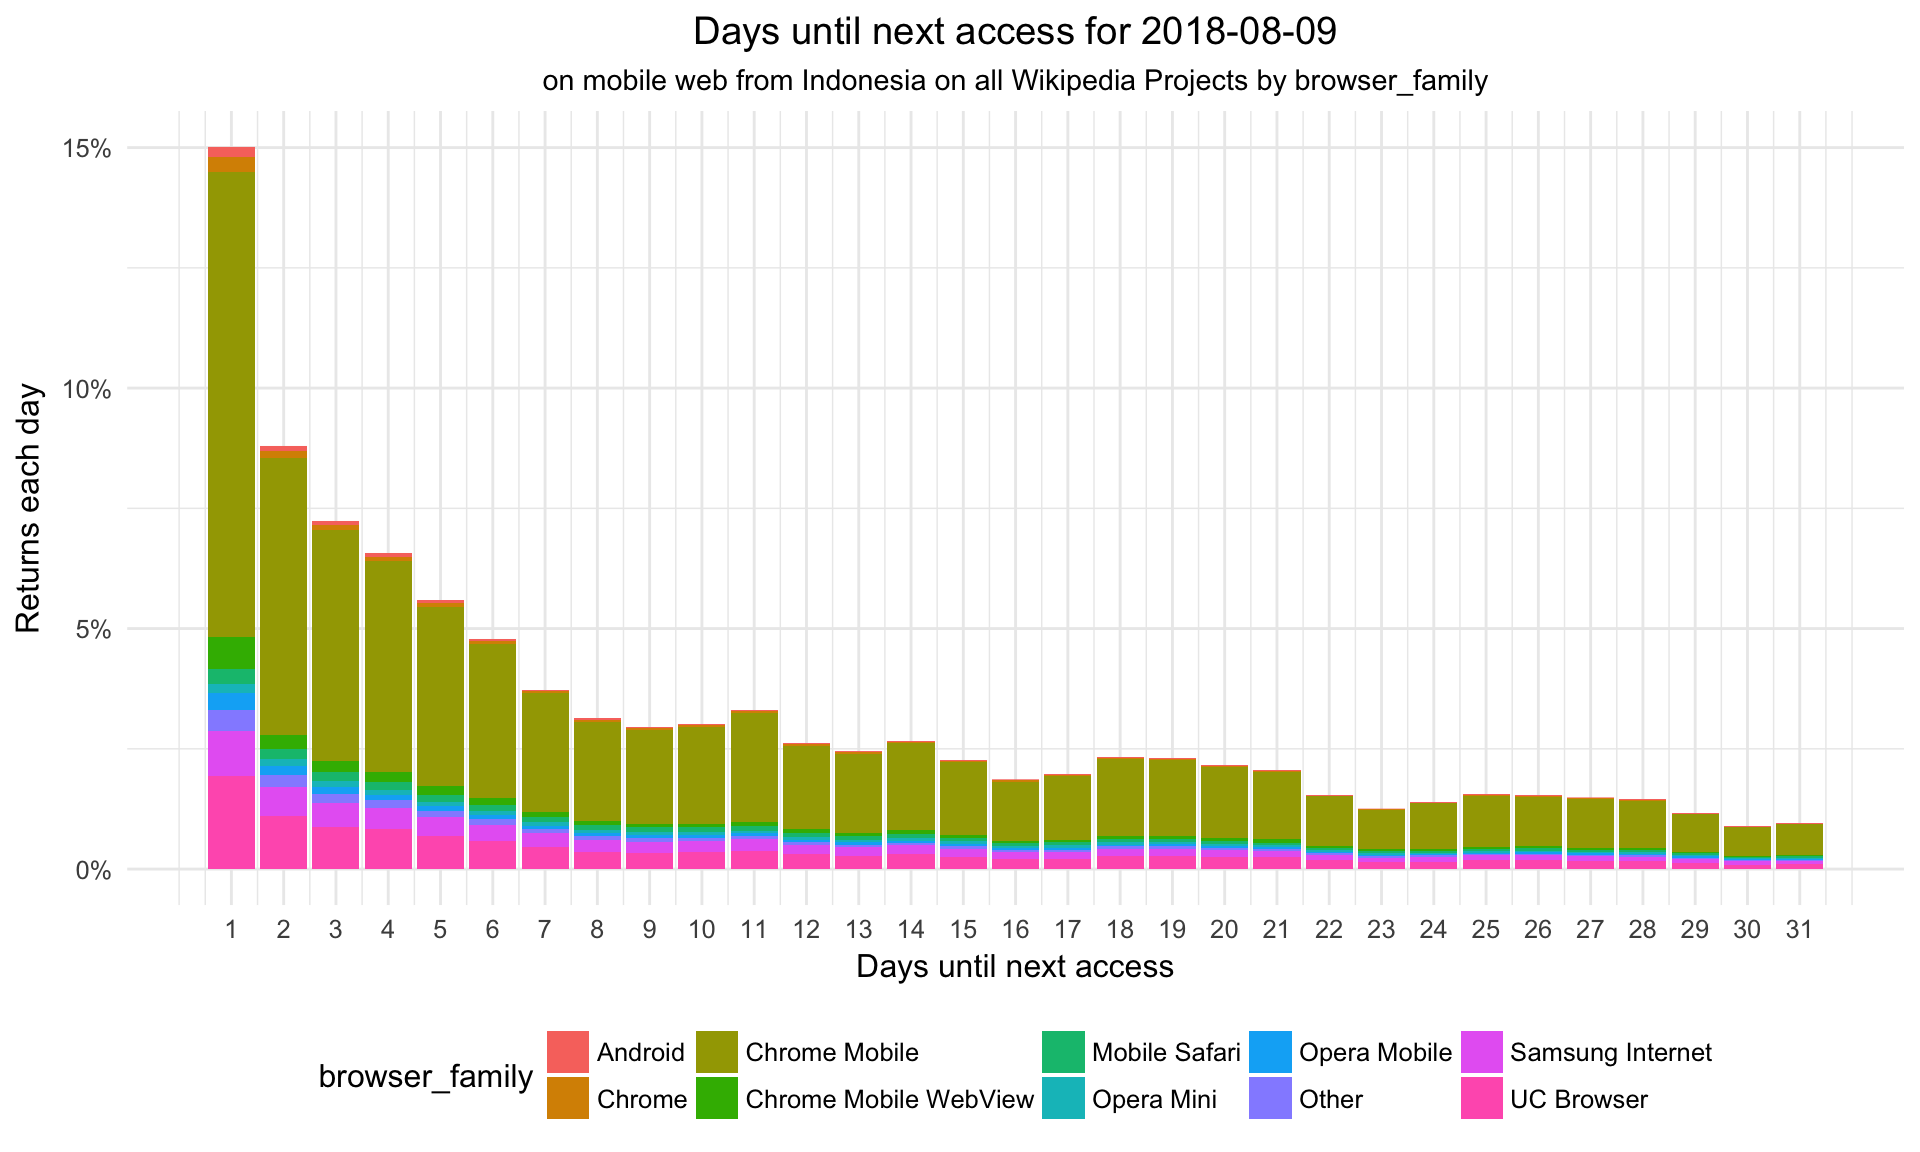 Days until next access for 2018-08-09
on mobile web from Indonesia on all Wikipedia Projects by browser_family
Returns each day
15%
10%
5%
0%
1 2 3 4 5 6 7 8 9 10 11 12 13 14 15 16 17 18 19 20 21 22 23 24 25 26 27 28 29 30 31
Days until next access
browser_family
Android Chrome Mobile Mobile Safari Opera Mobile Samsung Internet
Chrome Chrome Mobile WebView Opera Mini Other UC Browser